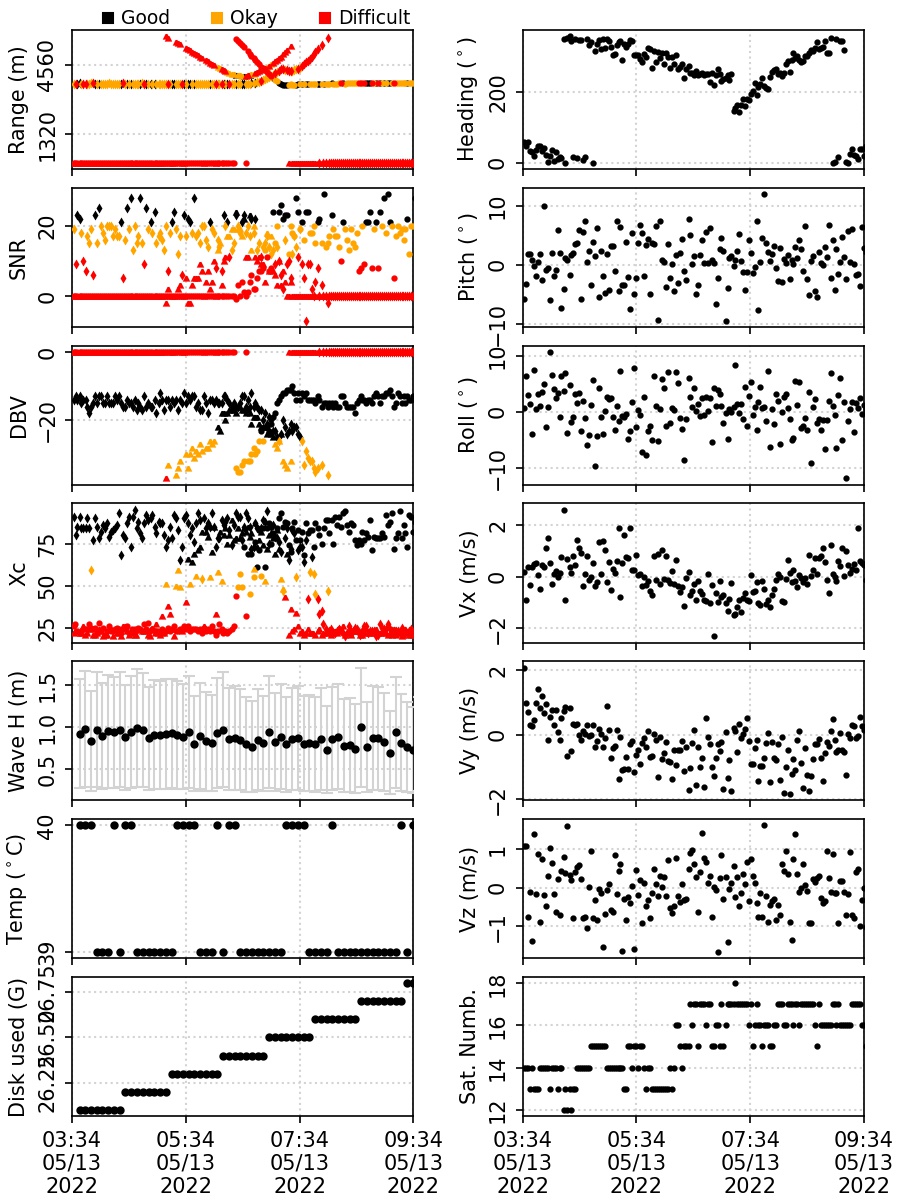 Good Okay Difficult
Range (m)
4560
1320
Heading (°)
200
0
SNR
20
0
Pitch (°)
10
0
−10
DBV
0
−20
Roll (°)
10
0
−10
Xc
75
50
25
Vx (m/s)
2
0
−2
Wave H (m)
1.5
1.0
0.5
Vy (m/s)
2
0
−2
Temp (°C)
40
39
Vz (m/s)
1
0
−1
Disk used (G)
26.75
26.50
26.25
Sat. Numb.
18
16
14
12
03:34 05:34 07:34 09:34
05/13 05/13 05/13 05/13
2022 2022 2022 2022
03:34 05:34 07:34 09:34
05/13 05/13 05/13 05/13
2022 2022 2022 2022